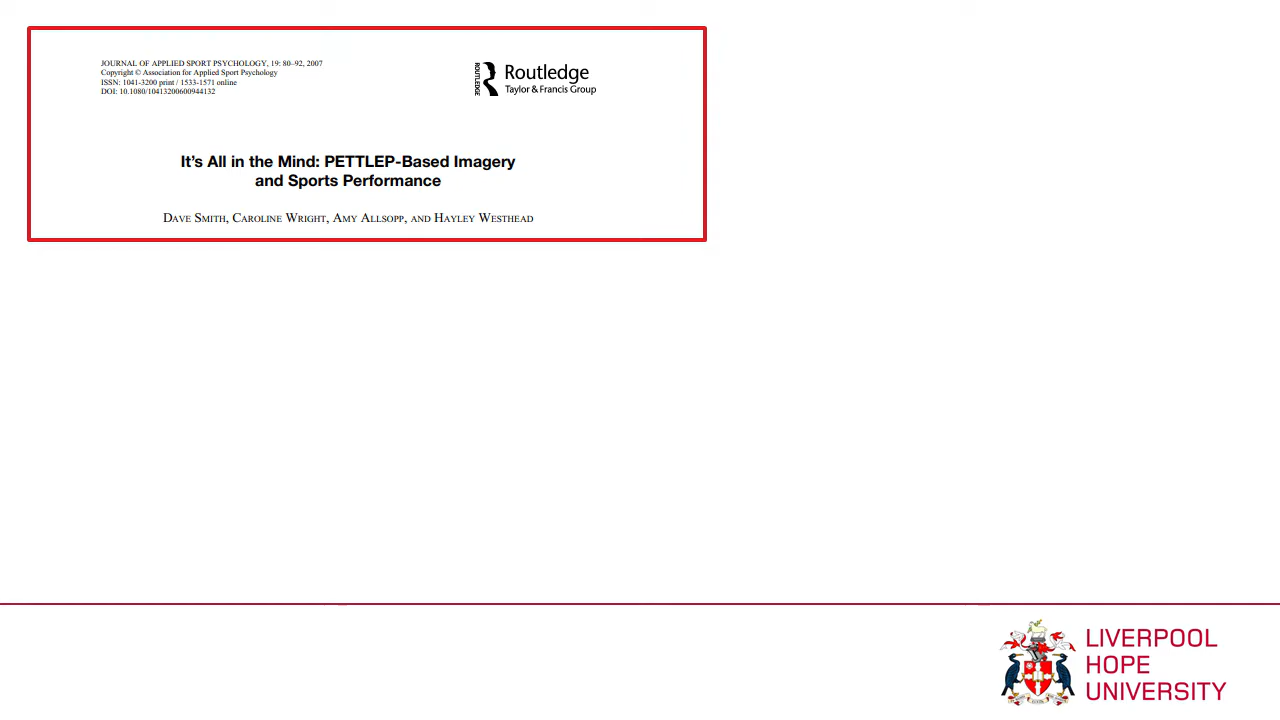 JOURNAL OF APPLIED SPORT PSYCHOLOGY, 19: 80–92, 2007
Copyright © Association for Applied Sport Psychology
ISSN: 1041-3200 print / 1533-1571 online
DOI: 10.1080/10413200600944132
ROUTLEDGE
Routledge
Taylor & Francis Group
It’s All in the Mind: PETTLEP-Based Imagery
and Sports Performance
DAVE SMITH, CAROLINE WRIGHT, AMY ALLSOPP, AND HAYLEY WESTHEAD
LIVERPOOL
HOPE
UNIVERSITY